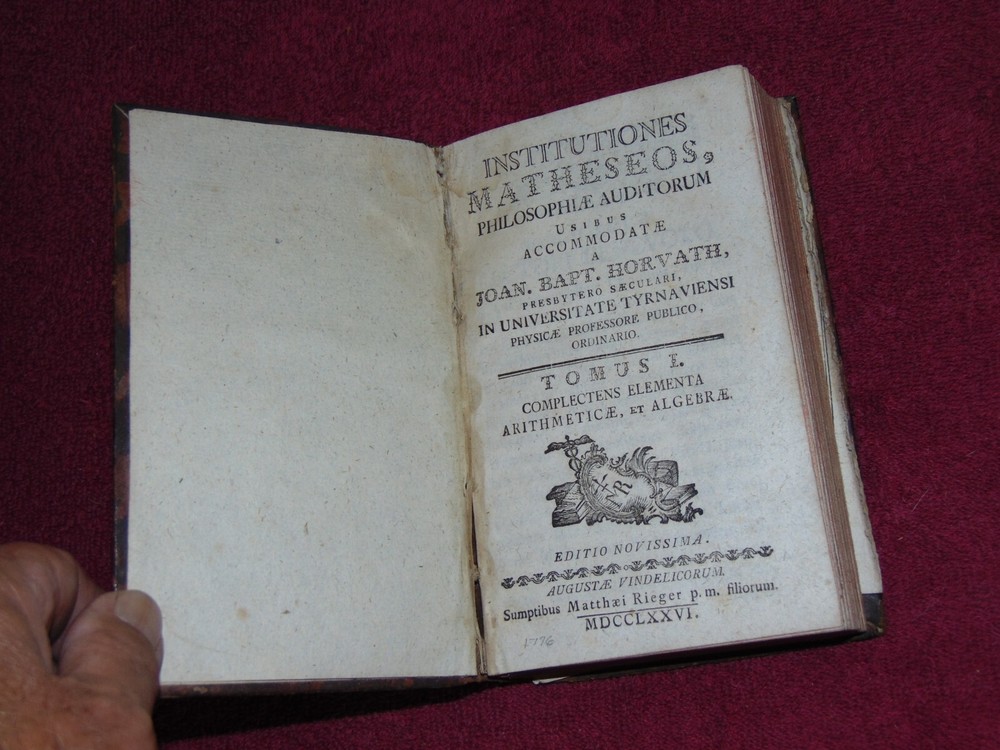 INSTITUTIONES
MATHESEOS,
PHILOSOPHIÆ AUDITORUM
USIBUS
ACCOMMODATÆ
A
JOAN. BAPT. HORVATH,
PRESBYTERO SÆCULARI,
IN UNIVERSITATE TYRNAVIENSI
PHYSICÆ PROFESSORE PUBLICO,
ORDINARIO.
TOMUS I.
COMPLECTENS ELEMENTA
ARITHMETICÆ, ET ALGEBRÆ.
EDITIO NOVISSIMA.
AUGUSTÆ VINDELICORUM.
Sumptibus Matthæi Rieger p. m. filiorum.
MDCCLXXVI.
1776